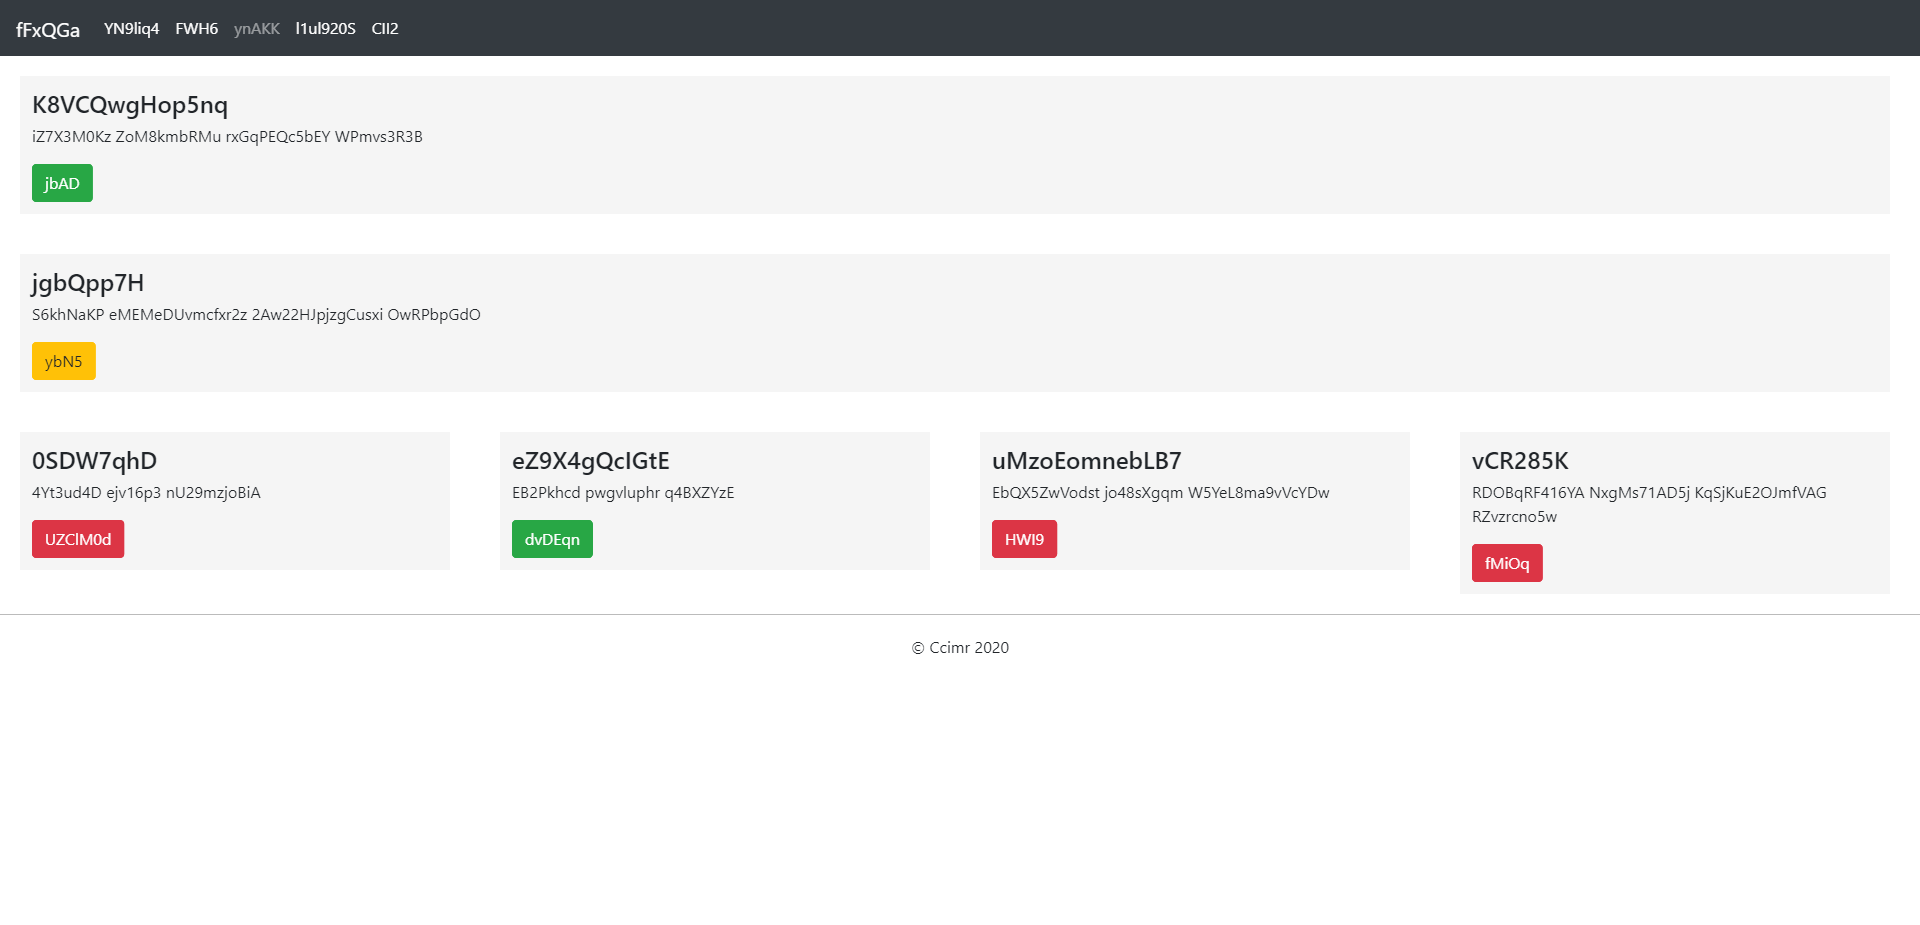 fFxQGa YN9liq4 FWH6 ynAKK l1ul920S CIl2
K8VCQwgHop5nq
iZ7X3M0Kz ZoM8kmbRMu rxGqPEQc5bEY WPmvs3R3B
jbAD
jgbQpp7H
S6khNaKP eMEMeDUvmcfxr2z 2Aw22HJpjzgCusxi OwRPbpGdO
ybN5
0SDW7qhD
4Yt3ud4D ejv16p3 nU29mzjoBiA
UZClM0d
eZ9X4gQcIGtE
EB2Pkhcd pwgvluphr q4BXZYzE
dvDEqn
uMzoEomnebLB7
EbQX5ZwVodst jo48sXgqm W5YeL8ma9vVcYDw
HWI9
vCR285K
RDOBqRF416YA NxgMs71AD5j KqSjKuE2OJmfVAG
RZvzrcno5w
fMiOq
© Ccimr 2020